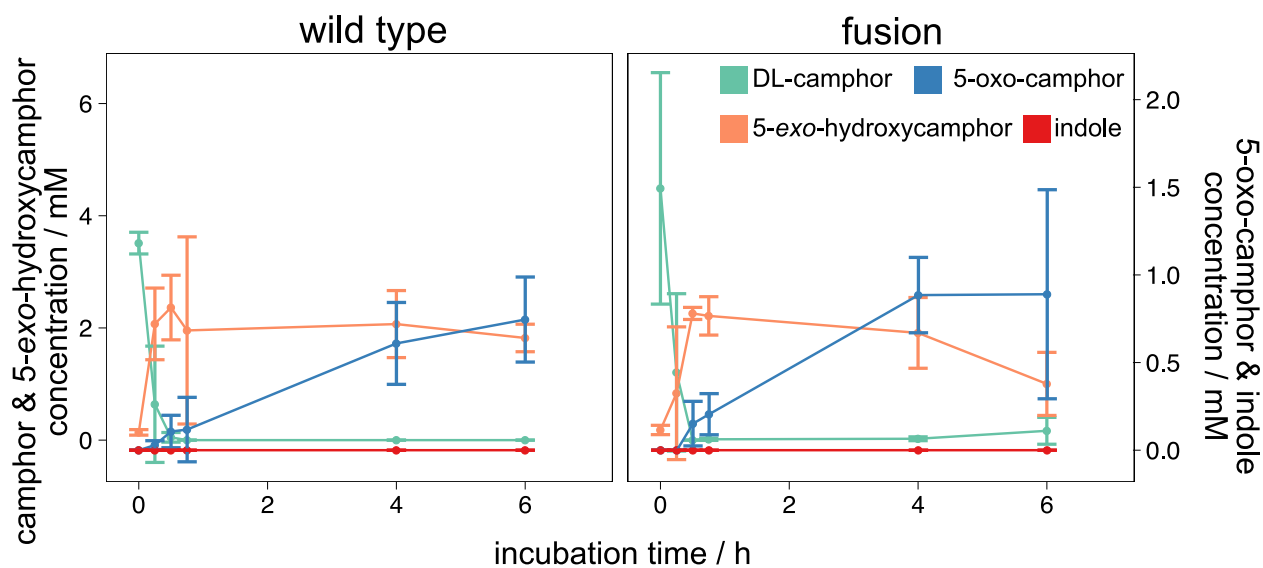 wild type
fusion
camphor & 5-exo-hydroxycamphor
concentration / mM
6
4
2
0
DL-camphor
5-oxo-camphor
5-exo-hydroxycamphor
indole
2.0
1.5
1.0
0.5
0.0
5-oxo-camphor & indole
concentration / mM
0 2 4 6
0 2 4 6
incubation time / h